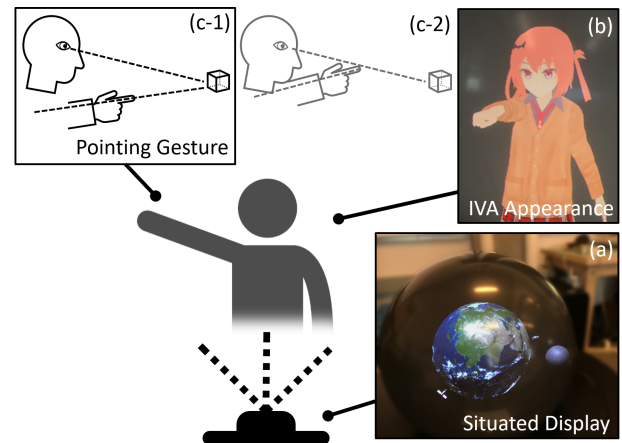 (c-1)
(c-2)
(b)
Pointing Gesture
IVA Appearance
(a)
Situated Display